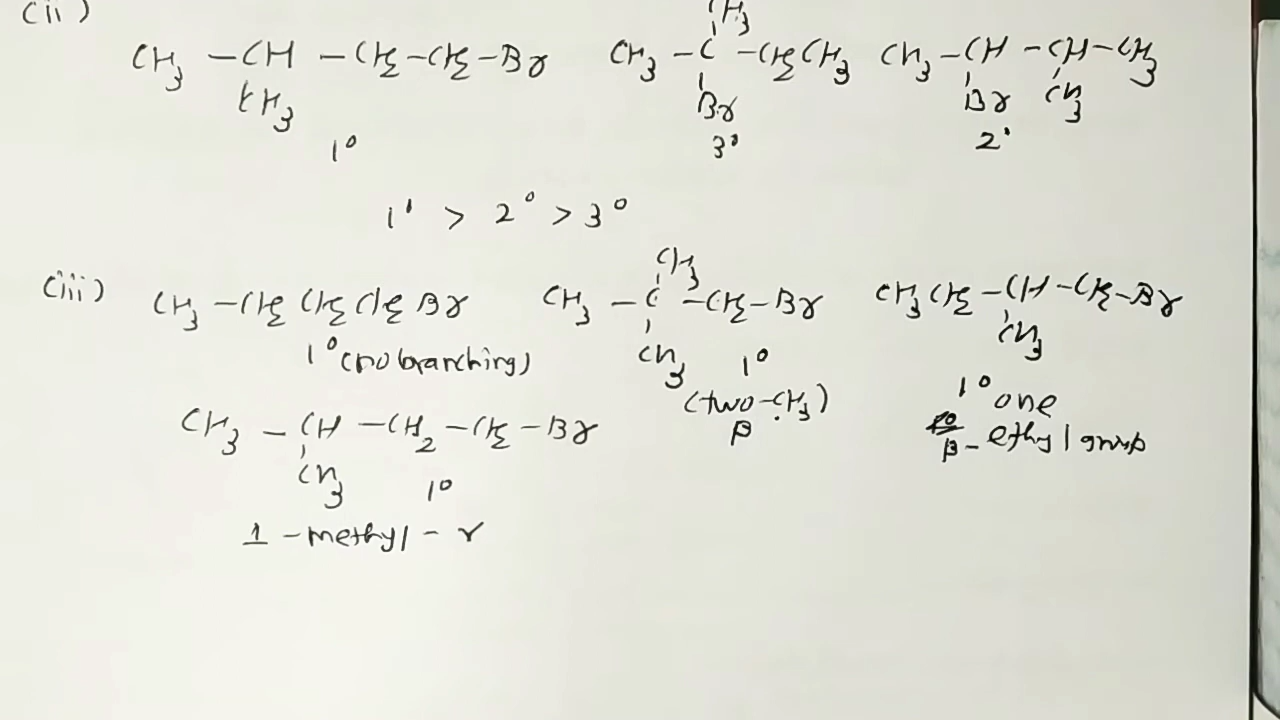 (ii)
CH3
CH3 - CH - CH2 - CH2 - Br CH3 - C - CH2 CH3 CH3 - CH - CH - CH3
CH3 Br Br CH3
1° 3° 2°
1° > 2° > 3°
CH3
(iii) CH3 - CH2 CH2 CH2 Br CH3 - C - CH2 - Br CH3 CH2 - CH - CH2 - Br
1° (no branching) CH3 1° CH3
(two - CH3) 1° one
β β - ethyl group
CH3 - CH - CH2 - CH2 - Br
CH3 1°
1 - methyl - r